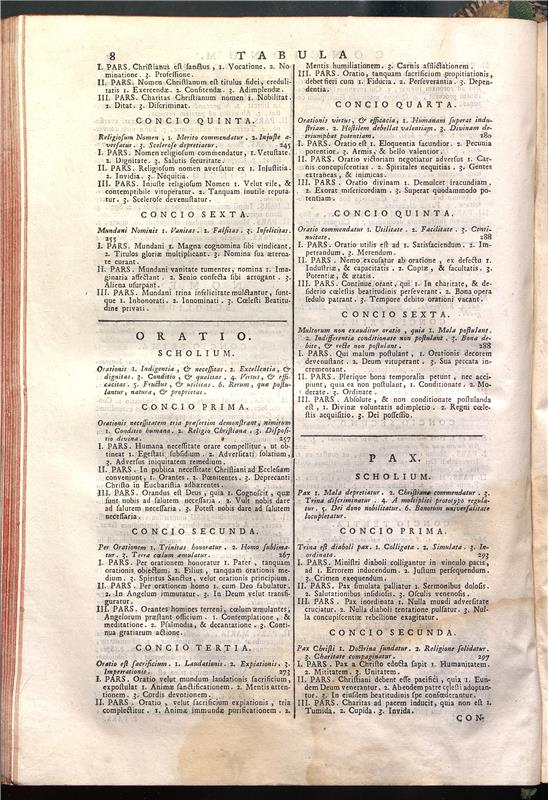 8
TABULA
I. PARS. Christianus est sanctus, 1. Vocatione. 2. No-
minatione. 3. Professione.
II. PARS. Nomen Christianum est titulus fidei, creduli-
tatis 1. Exercendæ. 2. Confitendæ. 3. Adimplendæ.
III. PARS. Charitas Christianum nomen 1. Nobilitat.
2. Ditat. 3. Discriminat.
CONCIO QUINTA.
Religiosum Nomen, 1. Merito commendatur. 2. Injuste a-
versatur. 3. Sceleste depretiatur. 245
I. PARS. Nomen religiosum commendatur, 1. Vetustate.
2. Dignitate. 3. Salutis securitate.
II. PARS. Religiosum nomen aversatur ex 1. Injustitia.
2. Invidia. 3. Nequitia.
III. PARS. Injuste religiosum Nomen 1. Velut vile, &
contemptibile vituperatur. 2. Tanquam inutile reputa-
tur. 3. Scelerose devenustatur.
CONCIO SEXTA.
Mundani Nominis 1. Vanitas. 2. Falsitas. 3. Infelicitas.
255
I. PARS. Mundani 1. Magna cognomina sibi vindicant.
2. Titulos gloriæ multiplicant. 3. Nomina sua æterna-
re curant.
II. PARS. Mundani vanitate tumentes, nomina 1. Ima-
ginaria affectant. 2. Senio confecta sibi arrogant. 3.
Aliena usurpant.
III. PARS. Mundani trina infelicitate mulctantur, sunt-
que 1. Inhonorati. 2. Innominati. 3. Cœlesti Beatitu-
dine privati.
ORATIO.
SCHOLIUM.
Orationis 1. Indigentia, & necessitas. 2. Excellentia, &
dignitas. 3. Conditio, & qualitas. 4. Virtus, & effi-
cacitas. 5. Fructus, & utilitas. 6. Rerum, quæ postu-
lantur, natura, & proprietas.
CONCIO PRIMA.
Orationis necessitatem tria præsertim demonstrant, nimirum
1. Conditio humana. 2. Religio Christiana. 3. Disposi-
tio divina. 257
I. PARS. Humana necessitate orare compellitur, ut ob-
tineat 1. Egestati subsidium. 2. Adversitati solatium,
3. Adversus iniquitatem remedium.
II. PARS. In publica necessitate Christiani ad Ecclesiam
conveniunt, 1. Orantes. 2. Pœnitentes. 3. Deprecanti
Christo in Eucharistia adhærentes.
III. PARS. Orandus est Deus, quia 1. Cognoscit, quæ
sunt nobis ad salutem necessaria. 2. Vult nobis dare
ad salutem necessaria. 3. Potest nobis dare ad salutem
necessaria.
CONCIO SECUNDA.
Per Orationem 1. Trinitas honoratur. 2. Homo sublima-
tur. 3. Terra cœlum æmulatur. 267
I. PARS. Per orationem honoratur 1. Pater, tanquam
orationis objectum. 2. Filius, tanquam orationis me-
dium. 3. Spiritus Sanctus, velut orationis principium.
II. PARS. Per orationem homo 1. cum Deo fabulatur.
2. In Angelum immutatur. 3. In Deum velut transfi-
guratur.
III. PARS. Orantes homines terreni, cœlum æmulantes,
Angelorum præstant officium. 1. Contemplatione, &
meditatione. 2. Psalmodia, & decantatione. 3. Conti-
nua gratiarum actione.
CONCIO TERTIA.
Oratio est sacrificium. 1. Laudationis. 2. Expiationis. 3.
Imperationis. 273
I. PARS. Oratio velut mundum laudationis sacrificium,
expostulat 1. Animæ sanctificationem. 2. Mentis atten-
tionem. 3. Cordis devotionem.
II. PARS. Oratio, velut sacrificium expiationis, tria
complectitur. 1. Animæ immundæ purificationem. 2.
Mentis humiliationem. 3. Carnis afflictationem.
III. PARS. Oratio, tanquam sacrificium propitiationis,
debet fieri cum 1. Fiducia. 2. Perseverantia. 3. Depen-
dentia.
CONCIO QUARTA.
Orationis virtus, & efficacia, 1. Humanam superat indu-
striam. 2. Hostilem debellat valentiam. 3. Divinam de-
triumphat potentiam. 280
I. PARS. Oratio est 1. Eloquentia facundior. 2. Pecunia
potentior. 3. Armis, & bello valentior.
II. PARS. Oratio victoriam negotiatur adversus 1. Car-
nis concupiscentias. 2. Spiritales nequitias. 3. Gentes
extraneas, & inimicas.
III. PARS. Oratio divinam 1. Demulcet iracundiam.
2. Exorat misericordiam. 3. Superat quodammodo po-
tentiam.
CONCIO QUINTA.
Oratio commendatur 1. Utilitate. 2. Facilitate. 3. Conti-
nuitate. 288
I. PARS. Oratio utilis est ad 1. Satisfaciendum. 2. Im-
petrandum. 3. Merendum.
II. PARS. Nemo excusatur ab oratione, ex defectu 1.
Industriæ, & capacitatis. 2. Copiæ, & facultatis. 3.
Potentiæ, & ætatis.
III. PARS. Continue orant, qui 1. In charitate, & de-
siderio cœlestis beatitudinis perseverant. 2. Bona opera
sedulo patrant. 3. Tempore debito orationi vacant.
CONCIO SEXTA.
Multorum non exauditur oratio, quia 1. Mala postulant.
2. Indifferentia conditionate non postulant. 3. Bona de-
bite, & recte non postulant. 288
I. PARS. Qui malum postulant, 1. Orationis decorem
devenustant. 2. Deum vituperant. 3. Sua peccata in-
crementant.
II. PARS. Plerique bona temporalia petunt, nec acci-
piunt, quia ea non postulant, 1. Conditionate. 2. Mo-
derate. 3. Ordinate.
III. PARS. Absolute, & non conditionate postulanda
est, 1. Divinæ voluntatis adimpletio. 2. Regni cœle-
stis acquisitio. 3. Dei possessio.
PAX.
SCHOLIUM.
Pax 1. Mala depretiatur. 2. Christiana commendatur. 3.
Trina discriminatur. 4. A nobilitati prototypo regula-
tur. 5. Dei dono nobilitatur. 6. Bonorum universalitate
locupletatur.
CONCIO PRIMA.
Trina est diaboli pax. 1. Colligata. 2. Simulata. 3. In-
ordinata. 293
I. PARS. Ministri diaboli colligantur in vinculo pacis,
ad 1. Errorem inducendum. 2. Justum persequendum.
3. Crimen exequendum.
II. PARS. Pax simulata palliatur 1. Sermonibus dolosis.
2. Salutationibus insidiosis. 3. Osculis venenosis.
III. PARS. Pax inordinata 1. Nulla mundi adversitate
cruciatur. 2. Nulla diaboli tentatione pulsatur. 3. Nul-
la concupiscentiæ rebellione exagitatur.
CONCIO SECUNDA.
Pax Christi 1. Doctrina fundatur. 2. Religione solidatur.
3. Charitate compaginatur. 297
I. PARS. Pax a Christo edocta sapit 1. Humanitatem.
2. Mititatem. 3. Unitatem.
II. PARS. Christiani debent esse pacifici, quia 1. Eun-
dem Deum venerantur. 2. Ab eodem patre cælesti adoptan-
tur. 3. In ejusdem beatitudinis spe confœdrantur.
III. PARS. Charitas ad pacem inducit, quia non est 1.
Tumida. 2. Cupida. 3. Invida.
CON-